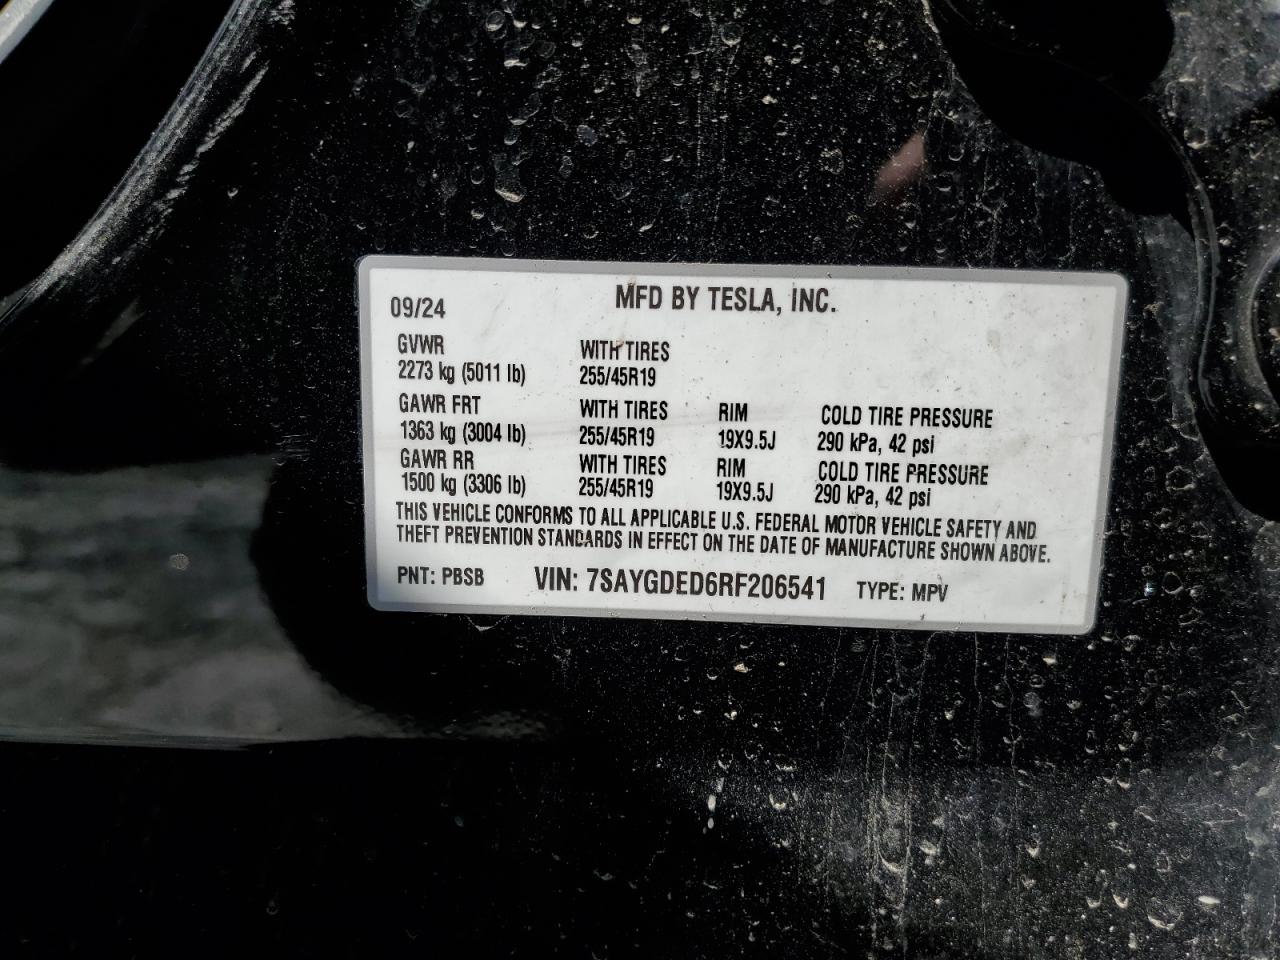 MFD BY TESLA, INC.
09/24
GVWR WITH TIRES
2273 kg (5011 lb) 255/45R19
GAWR FRT WITH TIRES RIM COLD TIRE PRESSURE
1363 kg (3004 lb) 255/45R19 19X9.5J 290 kPa, 42 psi
GAWR RR WITH TIRES RIM COLD TIRE PRESSURE
1500 kg (3306 lb) 255/45R19 19X9.5J 290 kPa, 42 psi
THIS VEHICLE CONFORMS TO ALL APPLICABLE U.S. FEDERAL MOTOR VEHICLE SAFETY AND
THEFT PREVENTION STANDARDS IN EFFECT ON THE DATE OF MANUFACTURE SHOWN ABOVE.
PNT: PBSB VIN: 7SAYGDED6RF206541 TYPE: MPV